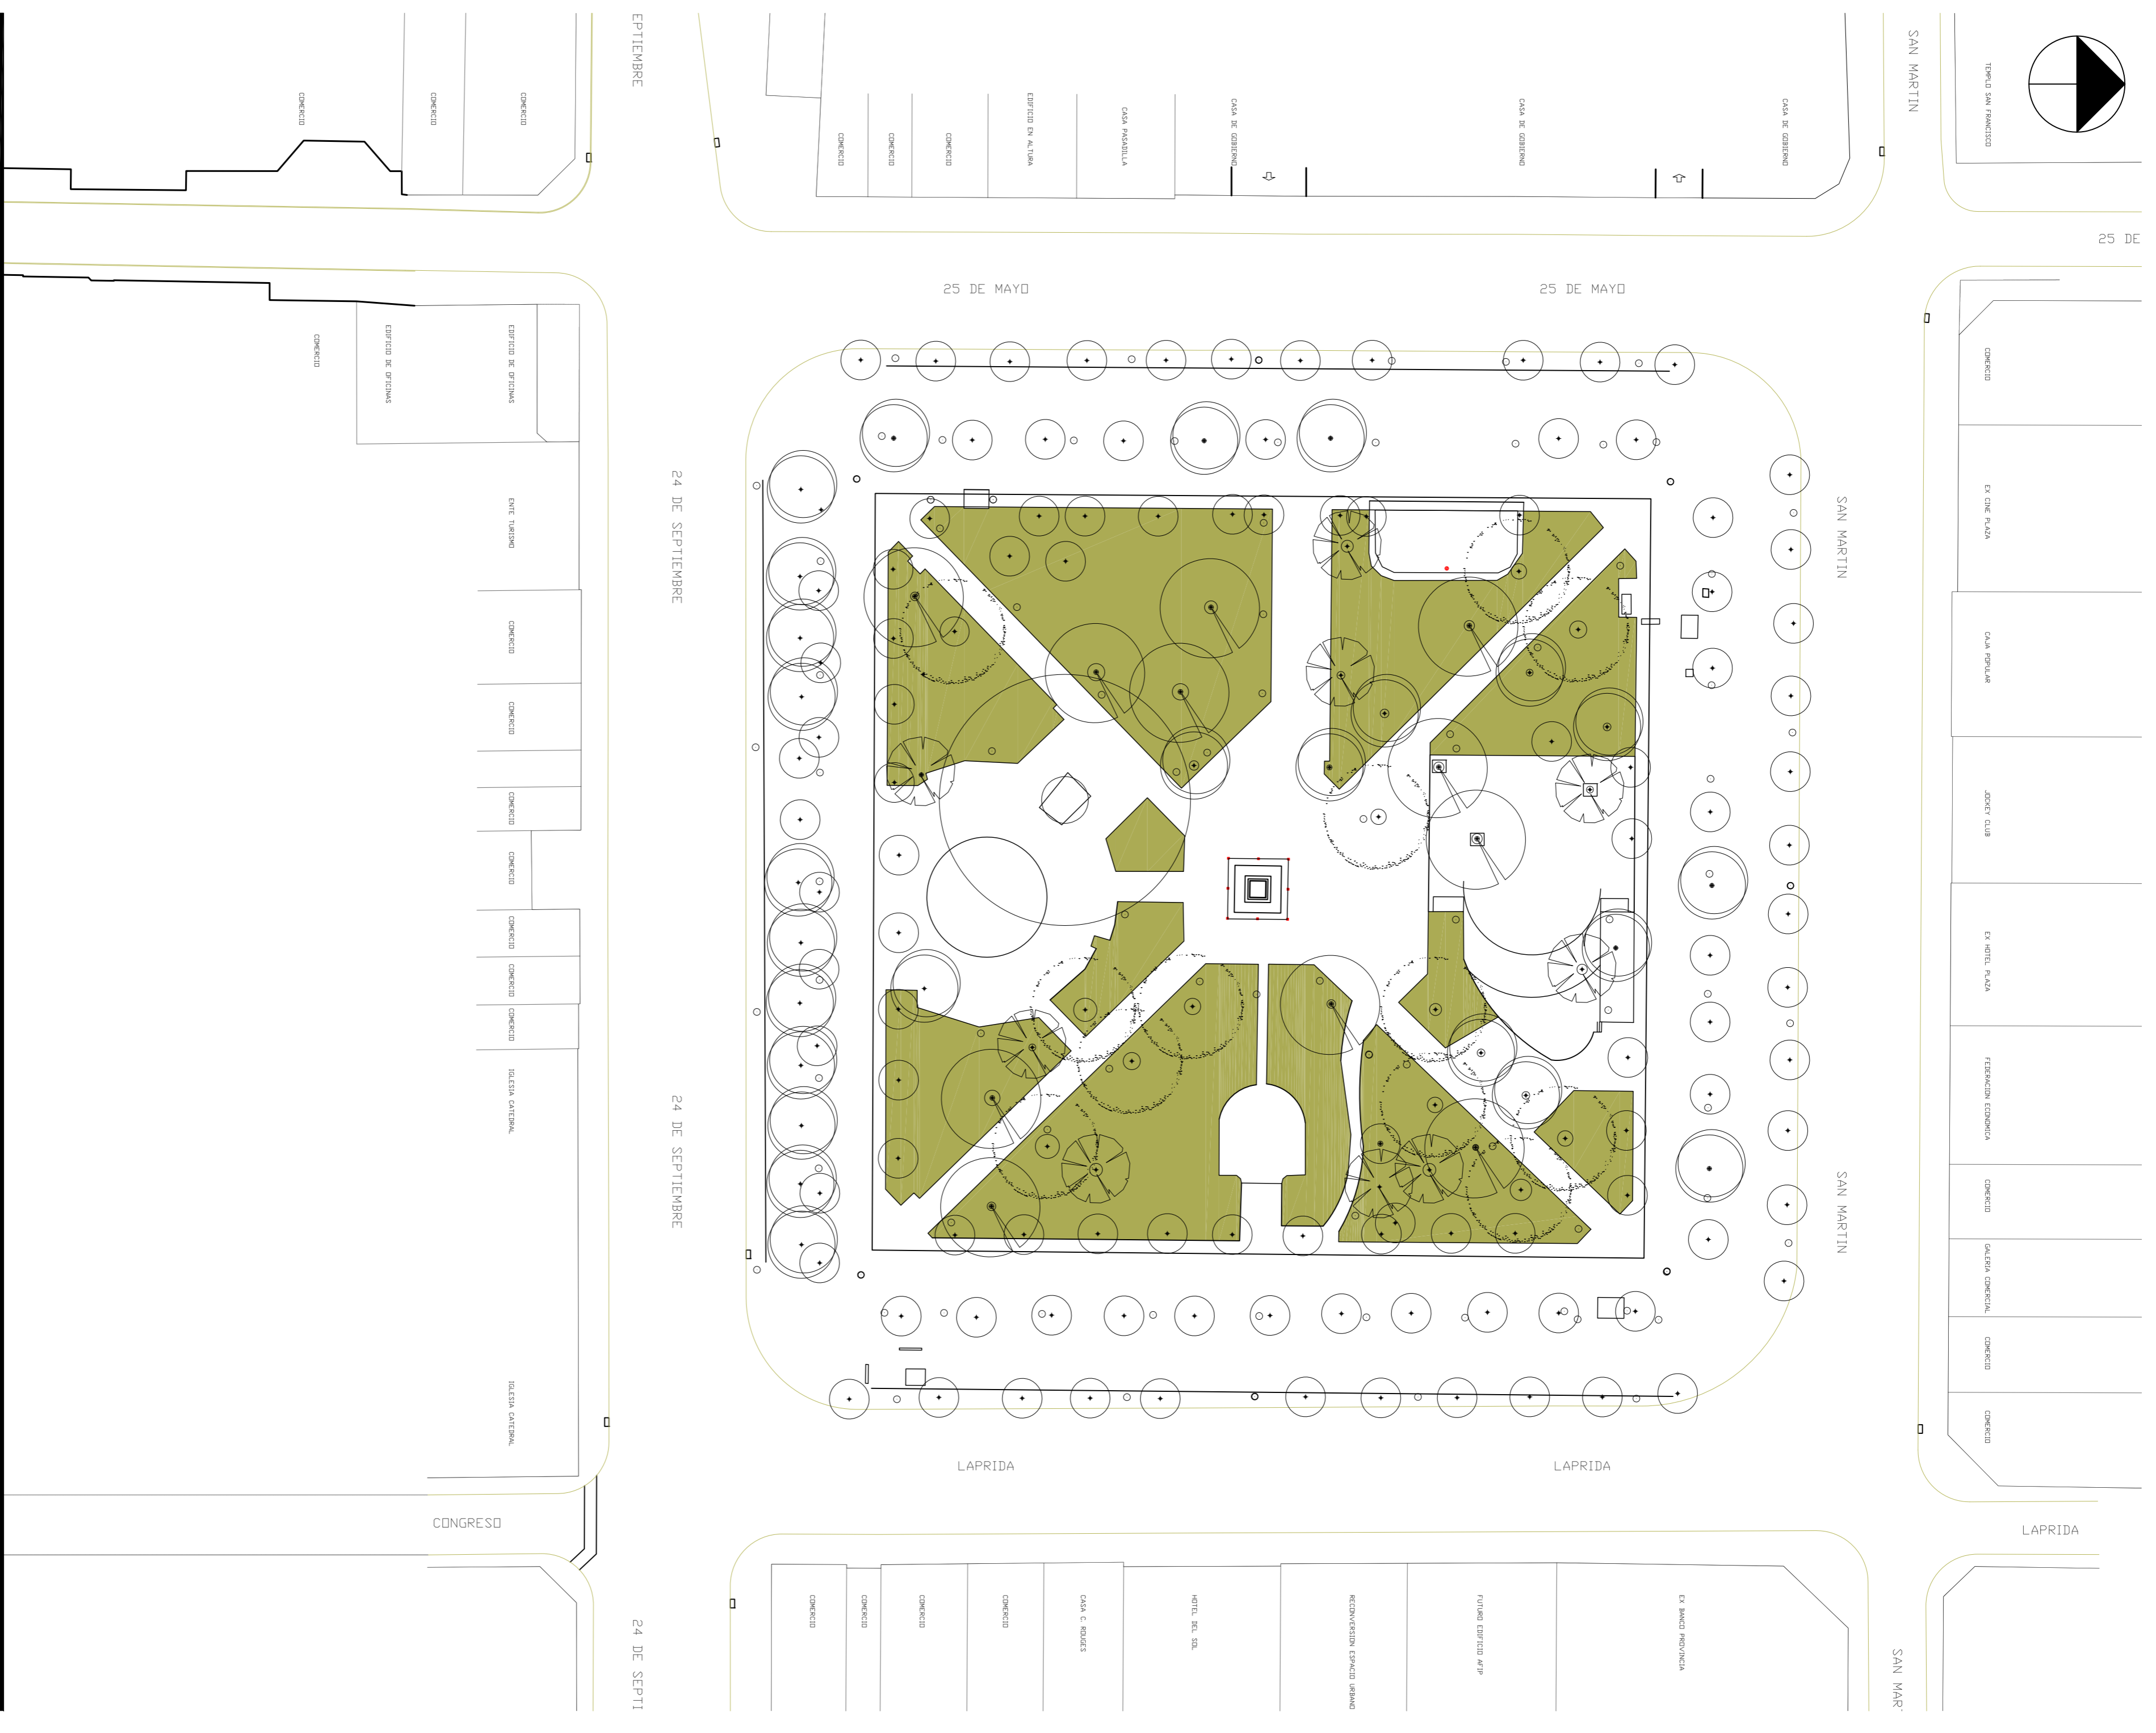 EPTIEMBRE
SAN MARTIN
TEMPLO SAN FRANCISCO
COMERCIO
COMERCIO
COMERCIO
COMERCIO
COMERCIO
COMERCIO
EDIFICIO EN ALTURA
CASA PASADILLA
CASA DE GOBIERNO
CASA DE GOBIERNO
CASA DE GOBIERNO
25 DE
25 DE MAYO
25 DE MAYO
COMERCIO
EDIFICIO DE OFICINAS
EDIFICIO DE OFICINAS
COMERCIO
24 DE SEPTIEMBRE
SAN MARTIN
ENTE TURISMO
EX CINE PLAZA
COMERCIO
CAJA POPULAR
COMERCIO
COMERCIO
JOCKEY CLUB
COMERCIO
COMERCIO
EX HOTEL PLAZA
COMERCIO
COMERCIO
IGLESIA CATEDRAL
FEDERACION ECONOMICA
24 DE SEPTIEMBRE
SAN MARTIN
COMERCIO
GALERIA COMERCIAL
COMERCIO
IGLESIA CATEDRAL
COMERCIO
LAPRIDA
LAPRIDA
CONGRESO
LAPRIDA
24 DE SEPTI
COMERCIO
COMERCIO
COMERCIO
COMERCIO
CASA C. ROUGES
HOTEL DEL SOL
RECONVERSION ESPACIO URBANO
FUTURO EDIFICIO AFIP
EX BANCO PROVINCIA
SAN MAR